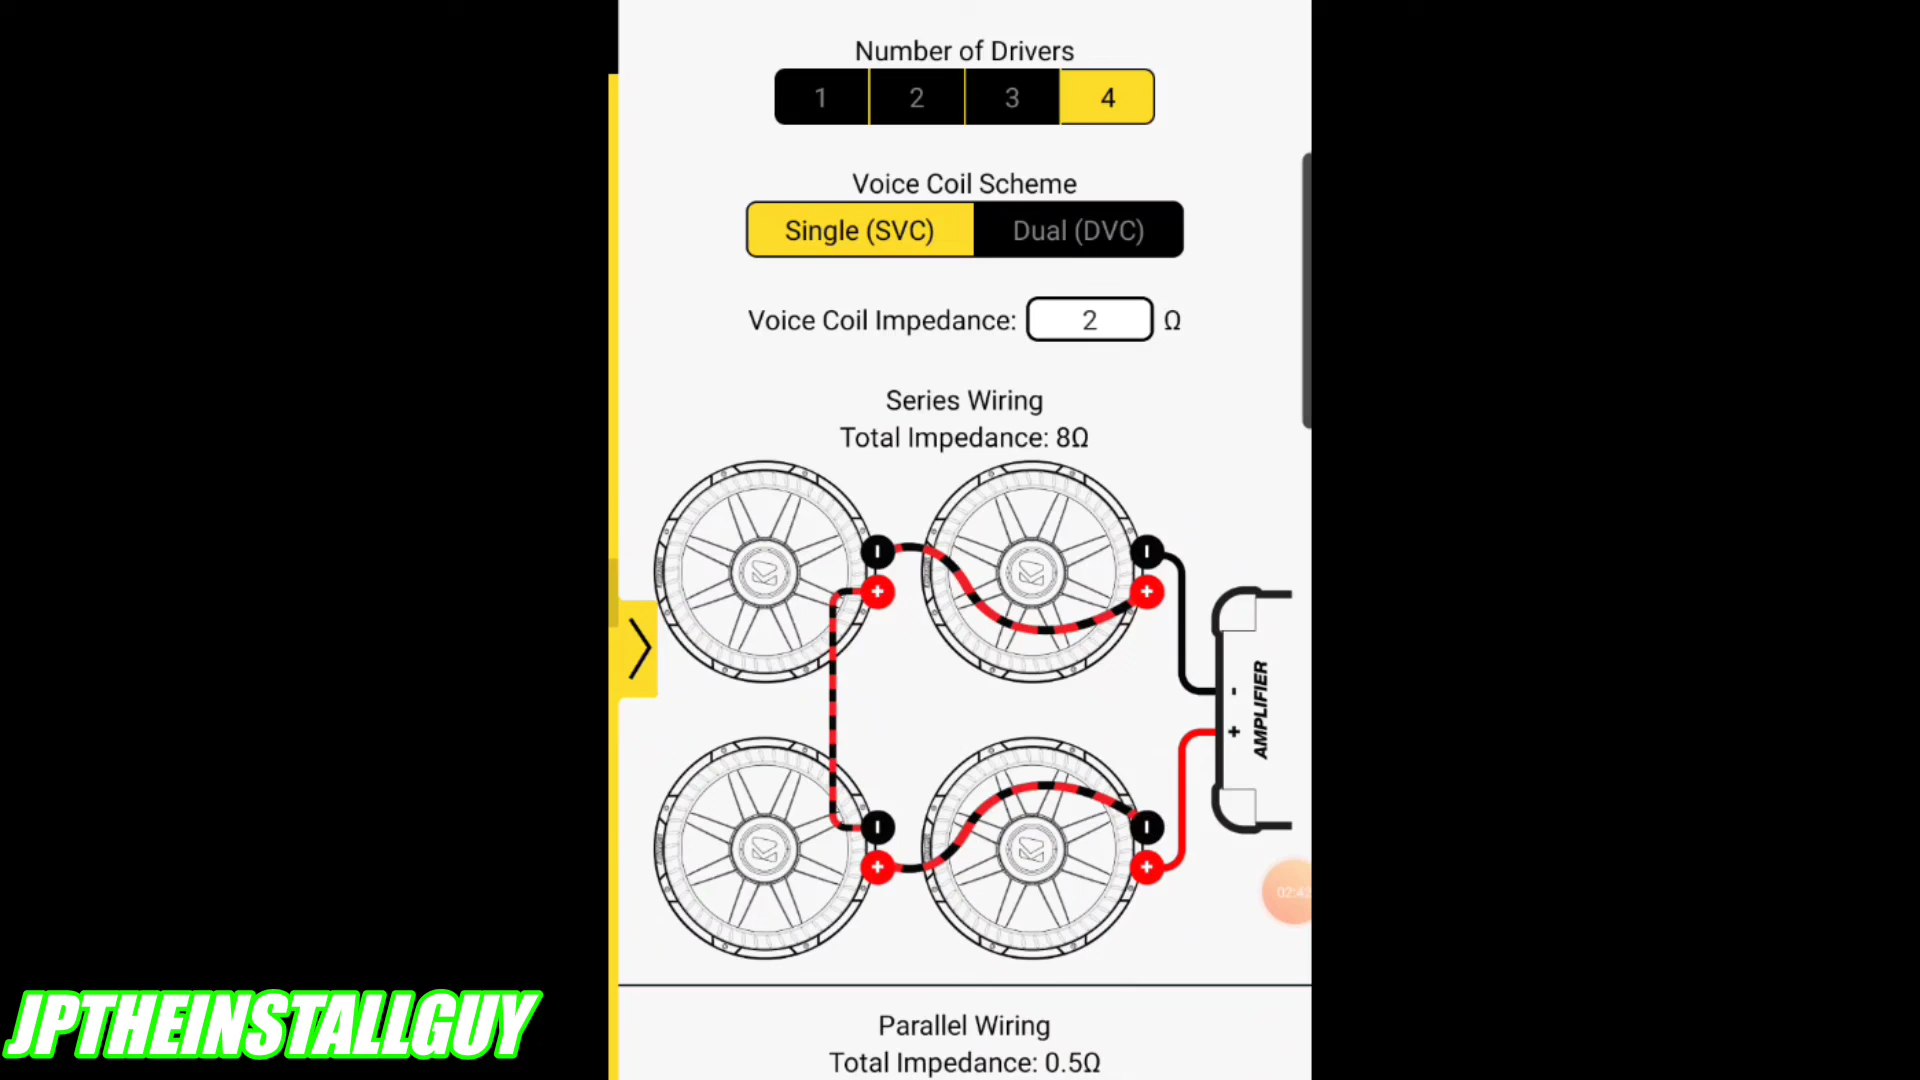 Number of Drivers
1 2 3 4
Voice Coil Scheme
Single (SVC) Dual (DVC)
Voice Coil Impedance: 2 Ω
Series Wiring
Total Impedance: 8Ω
- +
- +
- +
AMPLIFIER
- +
- +
Parallel Wiring
Total Impedance: 0.5Ω
JPTHEINSTALLGUY